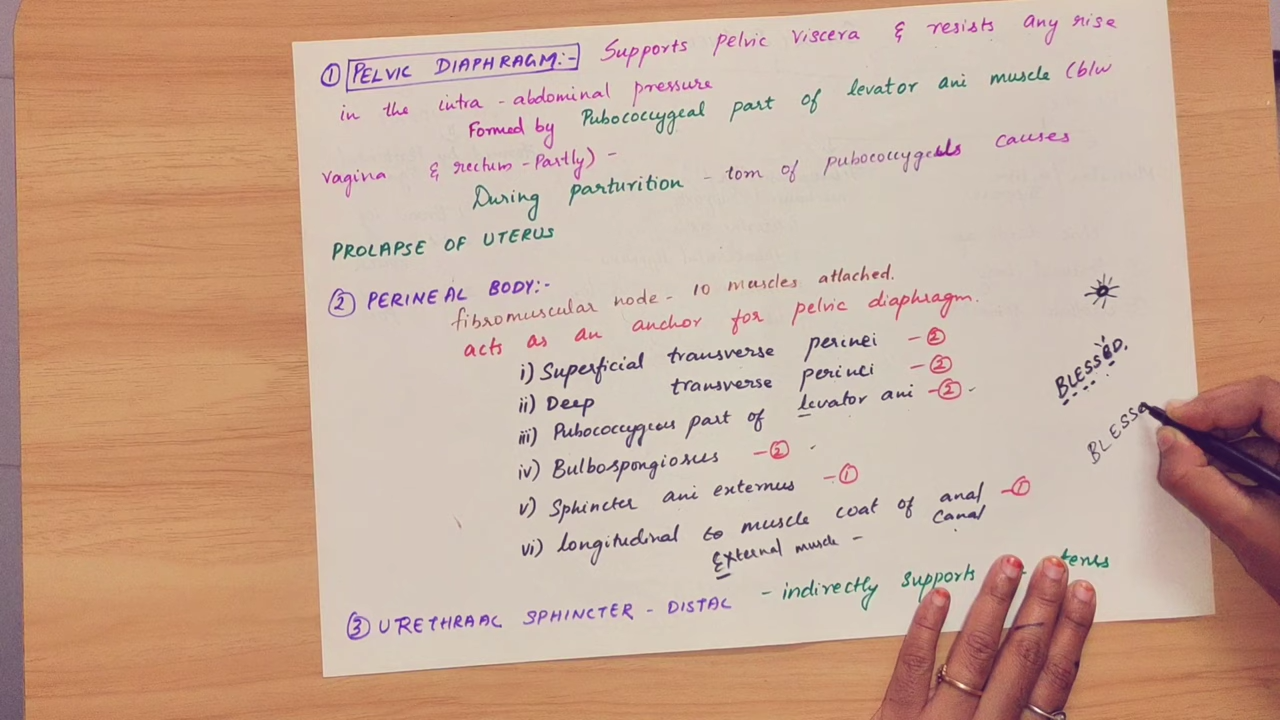 ① PELVIC DIAPHRAGM:- Supports pelvic viscera & resists any rise
in the intra-abdominal pressure
Formed by Pubococcygeal part of levator ani muscle (blw
vagina & rectum-Partly) -
During parturition - torn of pubococcygeus causes
PROLAPSE OF UTERUS
② PERINEAL BODY:-
fibromuscular node - 10 muscles attached.
acts as an anchor for pelvic diaphragm.
i) Superficial transverse perinei - ②
ii) Deep transverse perinei - ②
iii) Pubococcygeus part of levator ani - ②
iv) Bulbospongiosus - ②
v) Sphincter ani externus - ①
vi) longitudinal muscle coat of anal - ①
canal
External muscle -
③ URETHRAAL SPHINCTER - DISTAL - indirectly supports
BLESSED.
BLESS